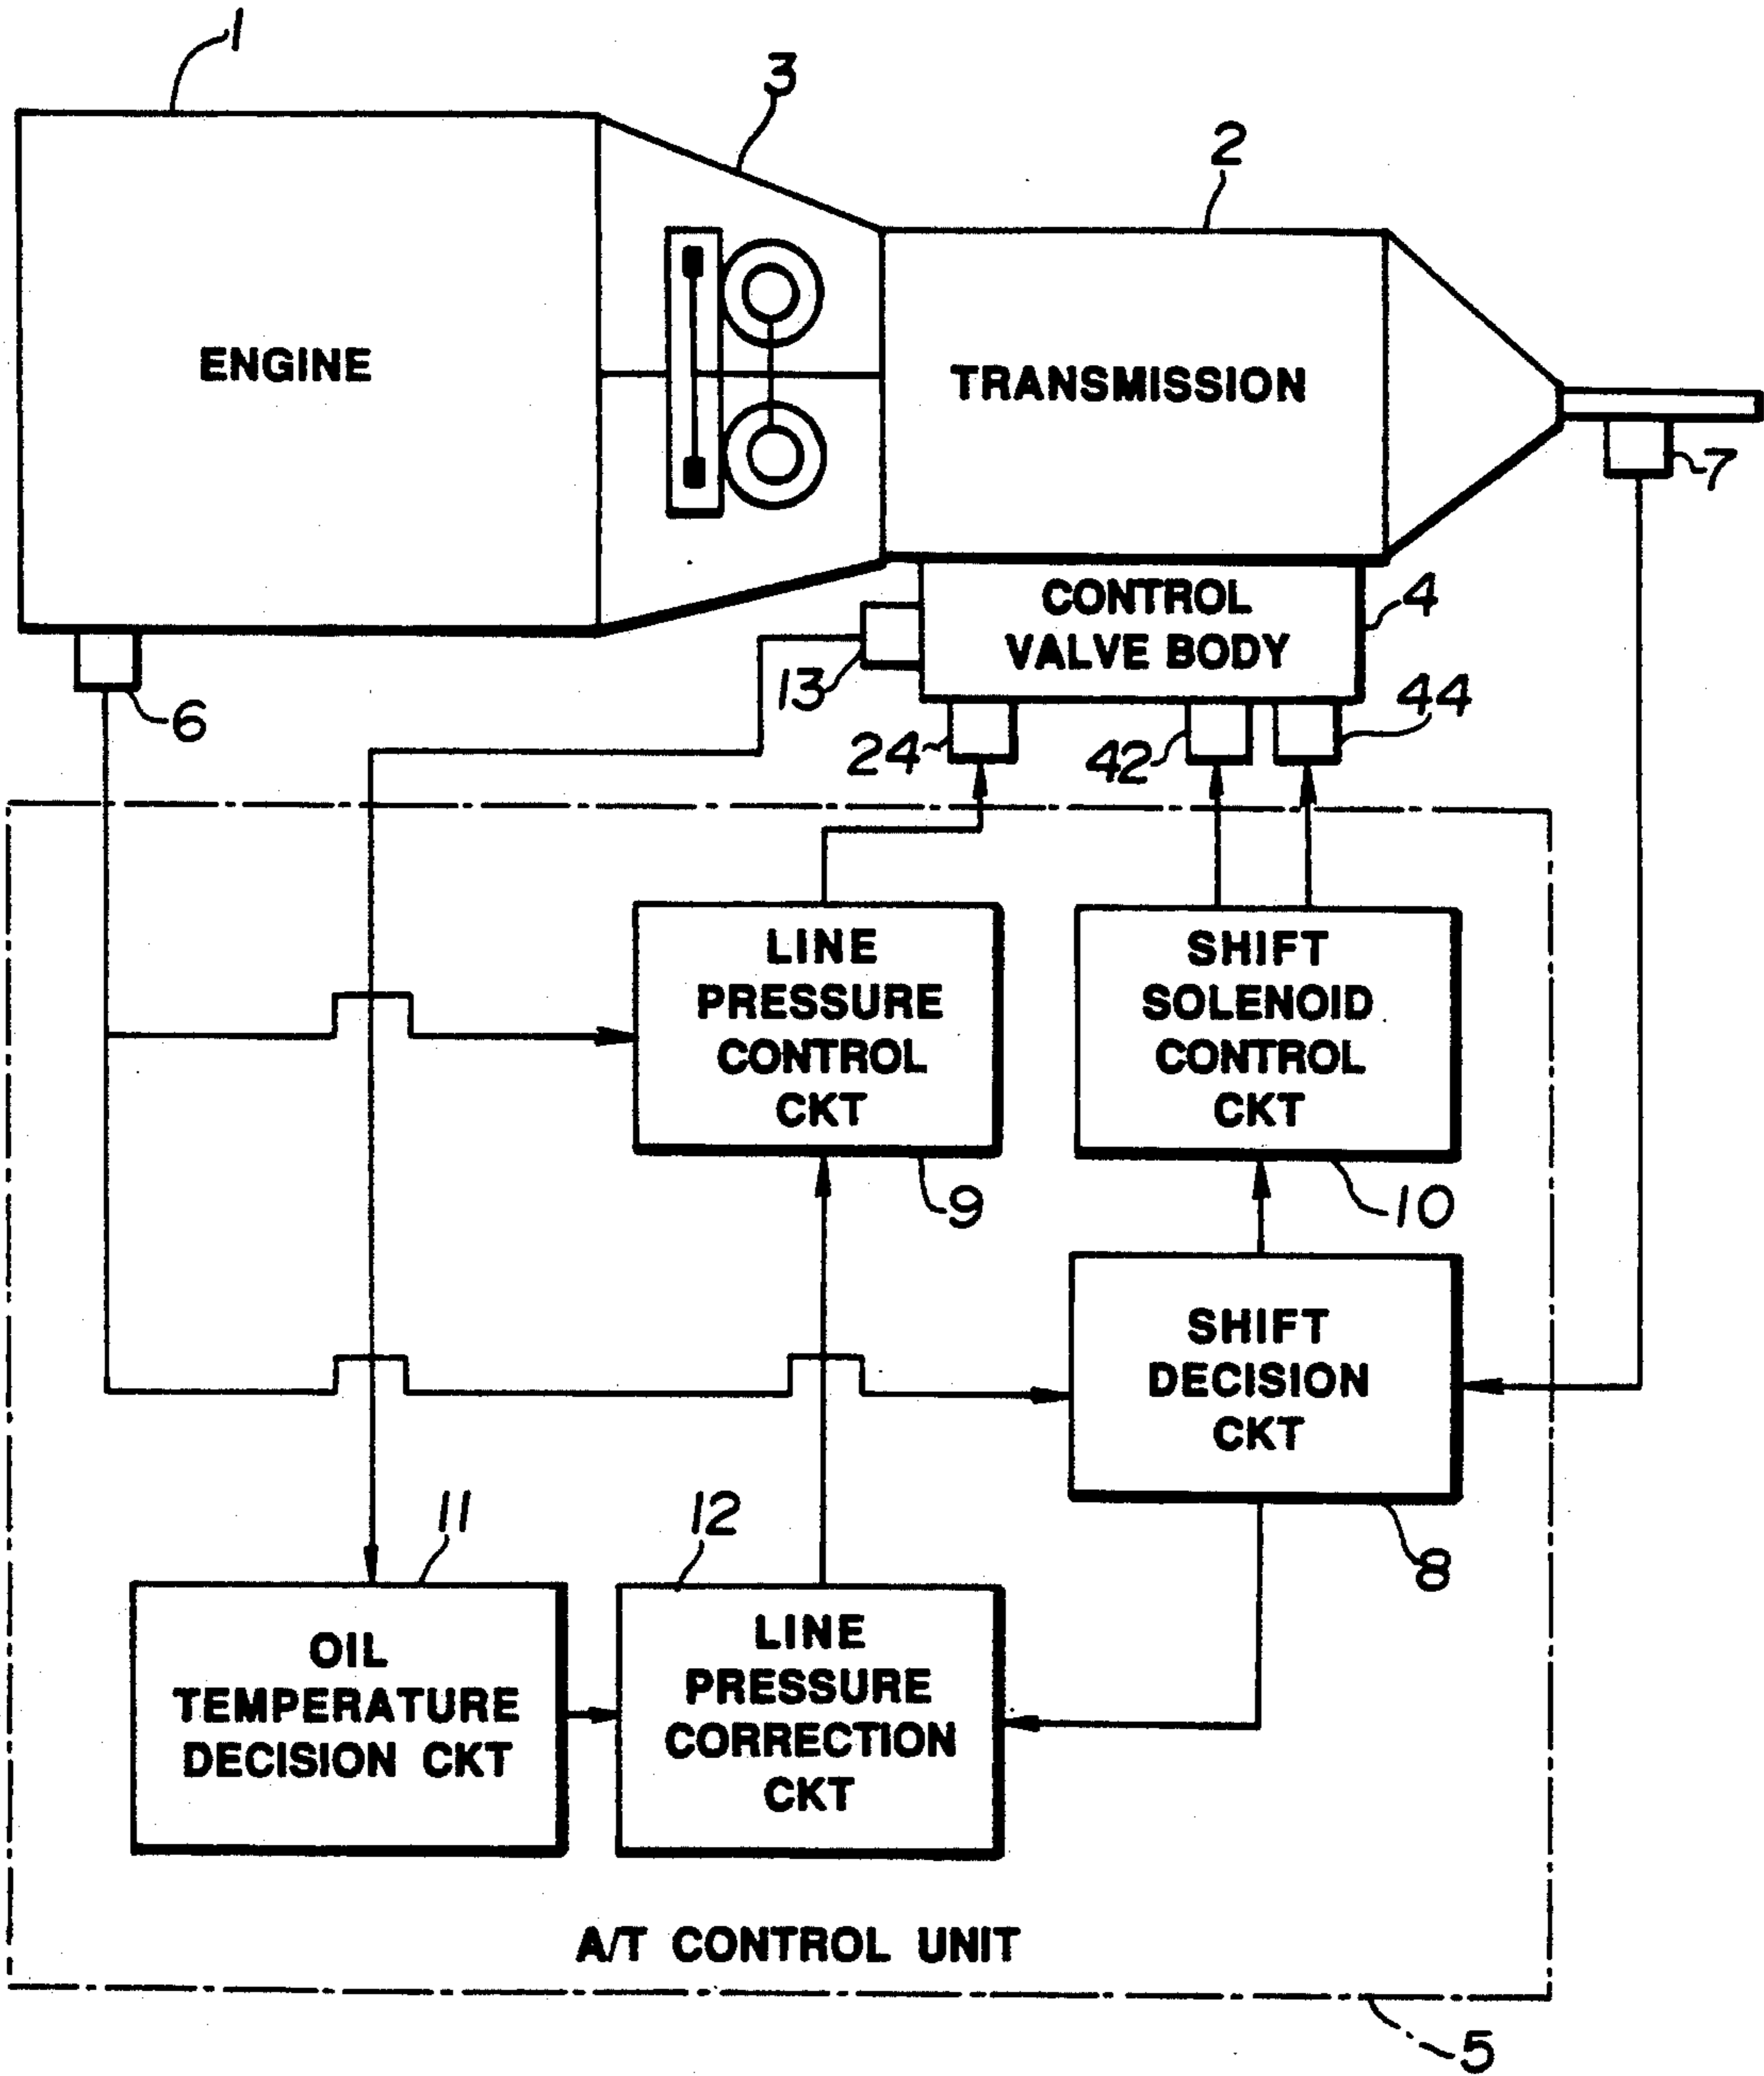 1
3
2
ENGINE
TRANSMISSION
7
CONTROL
VALVE BODY
4
13
6
24
42
44
LINE
PRESSURE
CONTROL
CKT
9
SHIFT
SOLENOID
CONTROL
CKT
10
SHIFT
DECISION
CKT
8
11
12
OIL
TEMPERATURE
DECISION CKT
LINE
PRESSURE
CORRECTION
CKT
A/T CONTROL UNIT
5